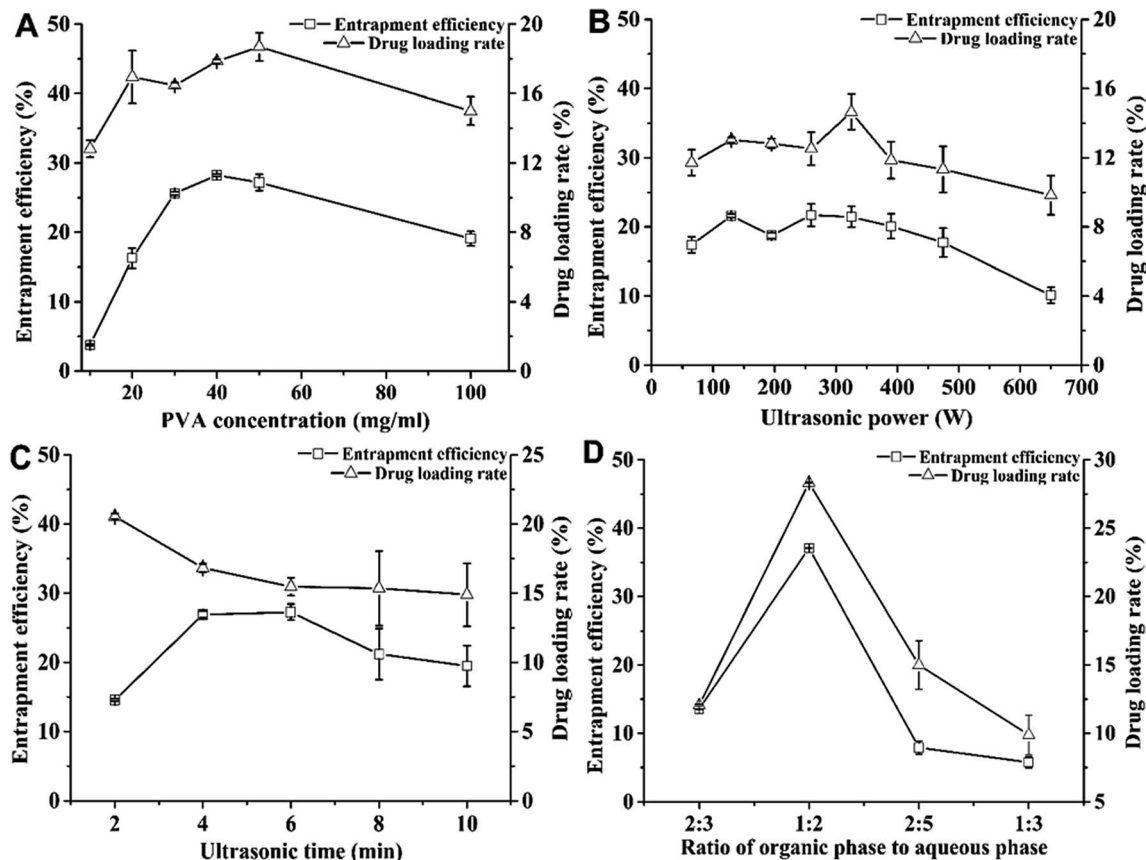 A
Entrapment efficiency
Drug loading rate
50
40
30
20
10
0
Entrapment efficiency (%)
20
16
12
8
4
0
Drug loading rate (%)
20 40 60 80 100
PVA concentration (mg/ml)
B
Entrapment efficiency
Drug loading rate
50
40
30
20
10
0
Entrapment efficiency (%)
20
16
12
8
4
0
Drug loading rate (%)
0 100 200 300 400 500 600 700
Ultrasonic power (W)
C
Entrapment efficiency
Drug loading rate
50
40
30
20
10
0
Entrapment efficiency (%)
25
20
15
10
5
0
Drug loading rate (%)
2 4 6 8 10
Ultrasonic time (min)
D
Entrapment efficiency
Drug loading rate
50
40
30
20
10
0
Entrapment efficiency (%)
30
25
20
15
10
5
Drug loading rate (%)
2:3 1:2 2:5 1:3
Ratio of organic phase to aqueous phase